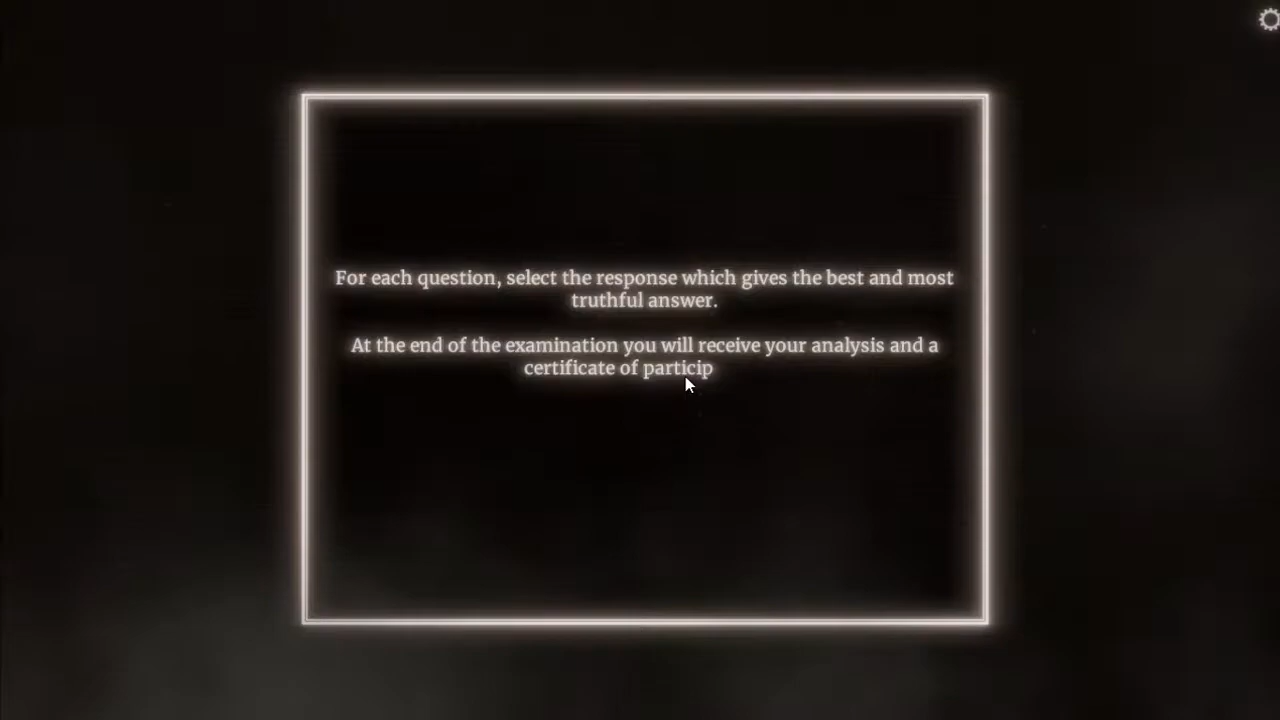 For each question, select the response which gives the best and most
truthful answer.
At the end of the examination you will receive your analysis and a
certificate of particip